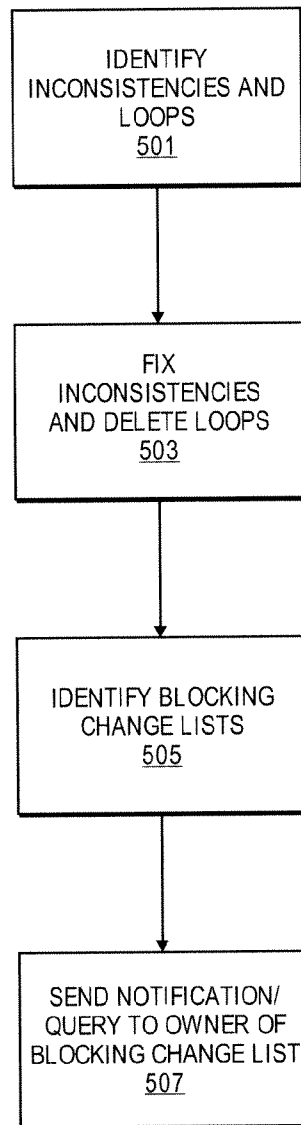 IDENTIFY
INCONSISTENCIES AND
LOOPS
501
FIX
INCONSISTENCIES
AND DELETE LOOPS
503
IDENTIFY BLOCKING
CHANGE LISTS
505
SEND NOTIFICATION/
QUERY TO OWNER OF
BLOCKING CHANGE LIST
507